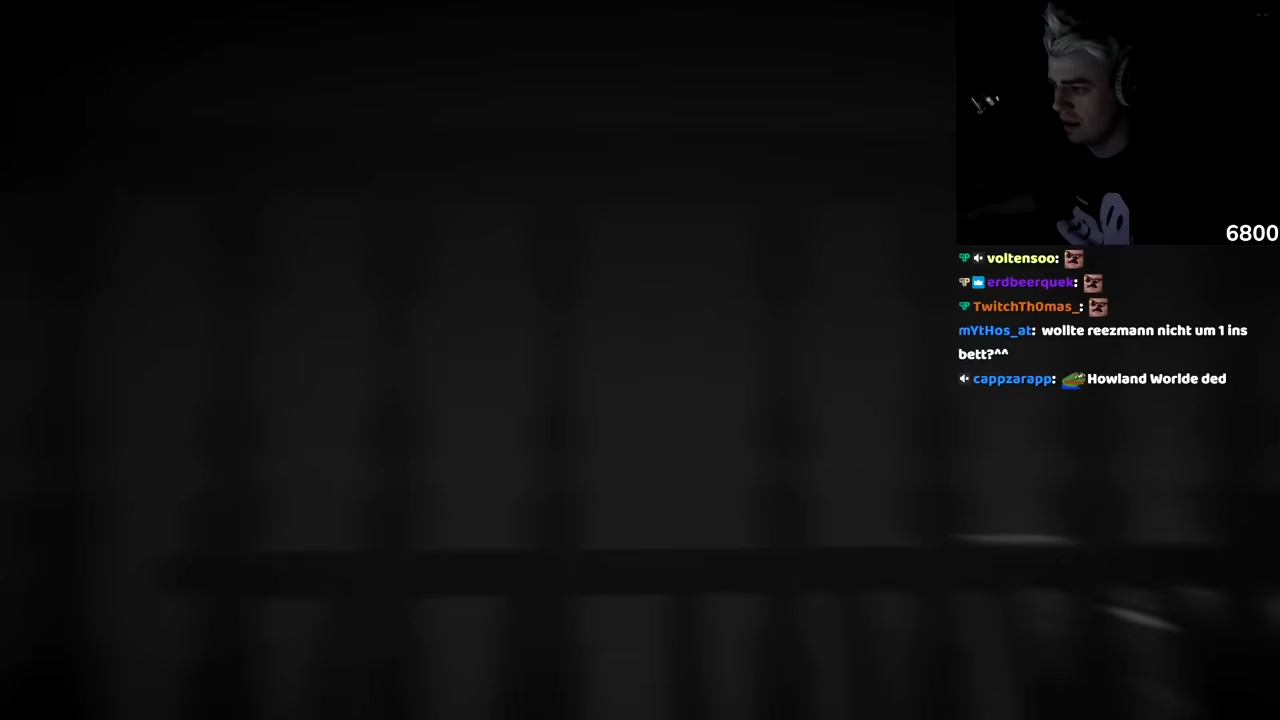 6800
voltensoo:
erdbeerquek:
TwitchTh0mas_:
mYtHos_at: wollte reezmann nicht um 1 ins
bett?^^
cappzarapp: Howland Worlde ded